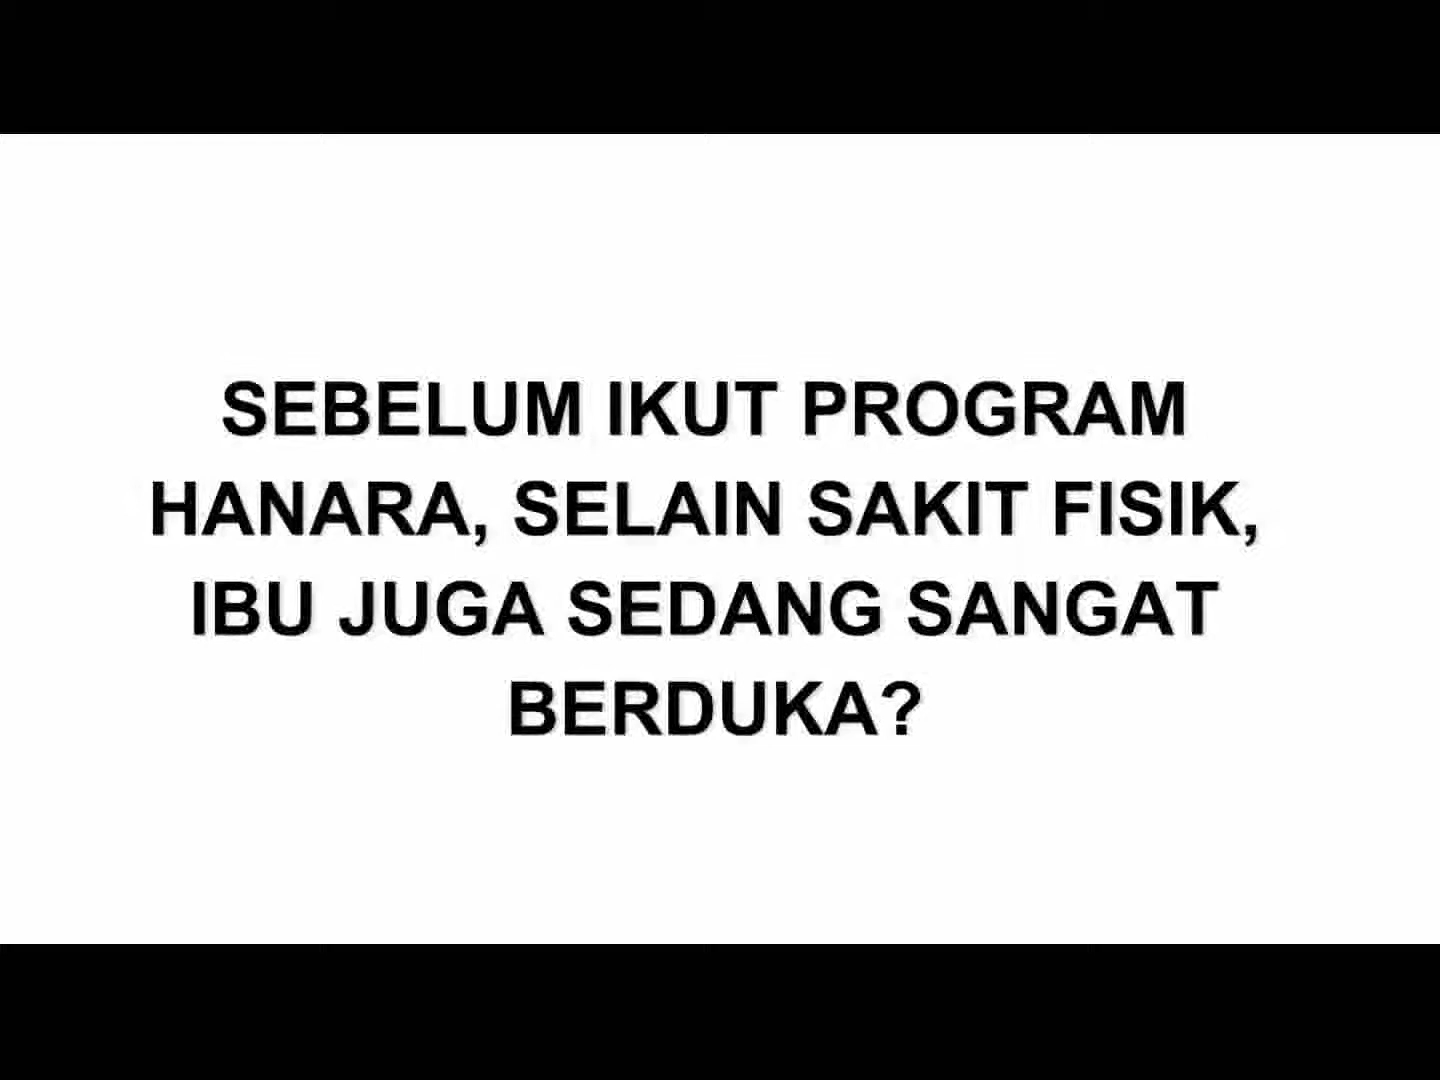 SEBELUM IKUT PROGRAM
HANARA, SELAIN SAKIT FISIK,
IBU JUGA SEDANG SANGAT
BERDUKA?